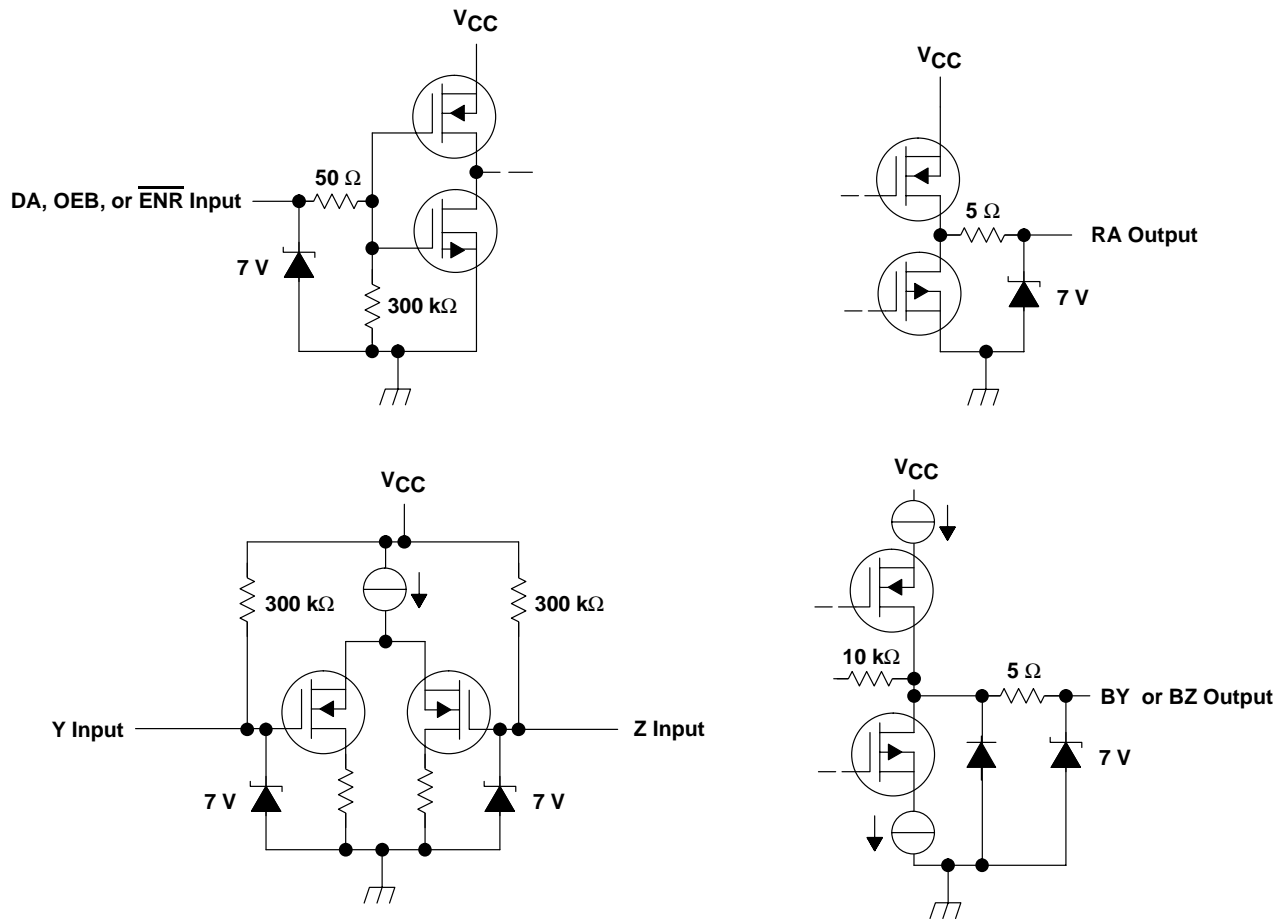 VCC
50 Ω
DA, OEB, or E̅N̅R̅ Input
7 V
300 kΩ
VCC
5 Ω
RA Output
7 V
VCC
300 kΩ
300 kΩ
Y Input
Z Input
7 V
7 V
VCC
10 kΩ
5 Ω
BY or BZ Output
7 V